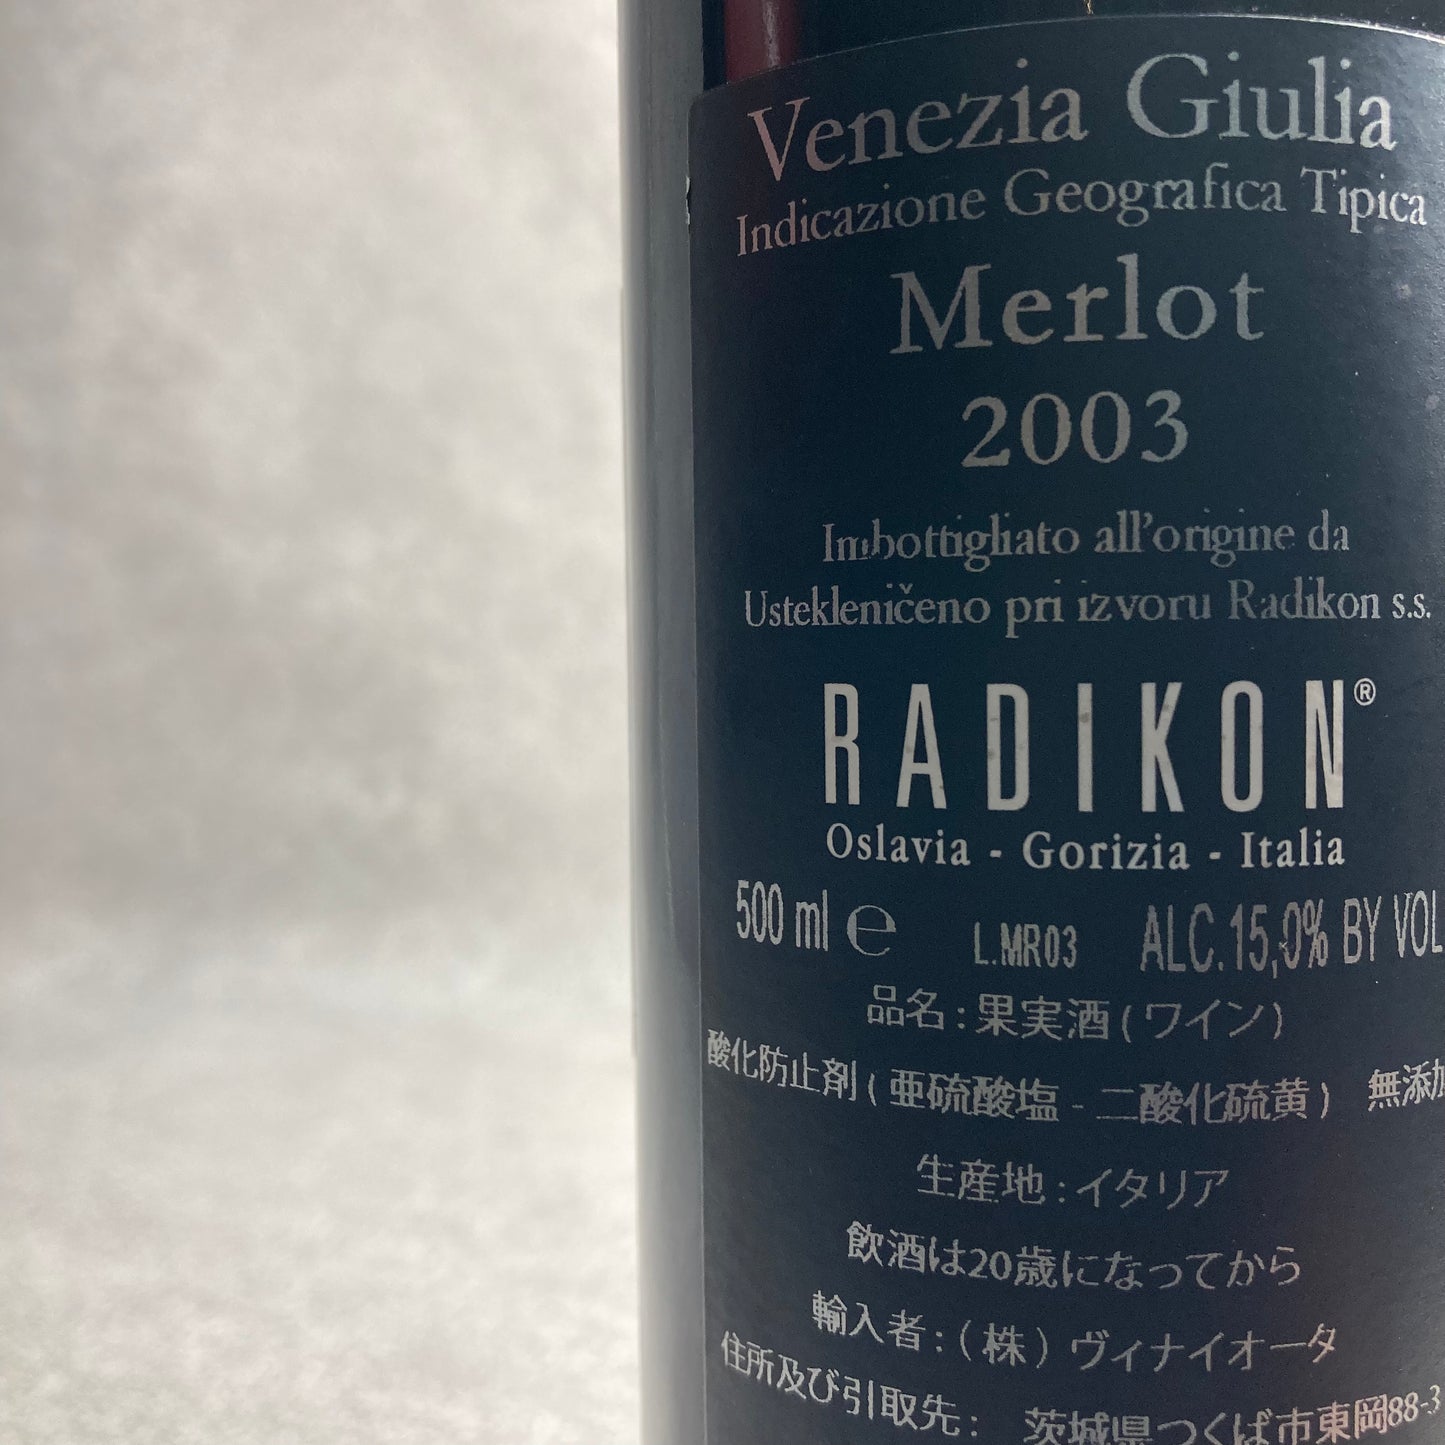 Venezia Giulia
Indicazione Geografica Tipica
Merlot
2003
Imbottigliato all'origine da
Ustekleničeno pri izvoru Radikon s.s.
RADIKON®
Oslavia - Gorizia - Italia
500 ml ℮ L.MR03 ALC.15,0% BY VOL
品名 : 果実酒 ( ワイン )
酸化防止剤 ( 亜硫酸塩 - 二酸化硫黄 ) 無添加
生産地 : イタリア
飲酒は20歳になってから
輸入者 : ( 株 ) ヴィナイオータ
住所及び引取先 : 茨城県つくば市東岡88-3